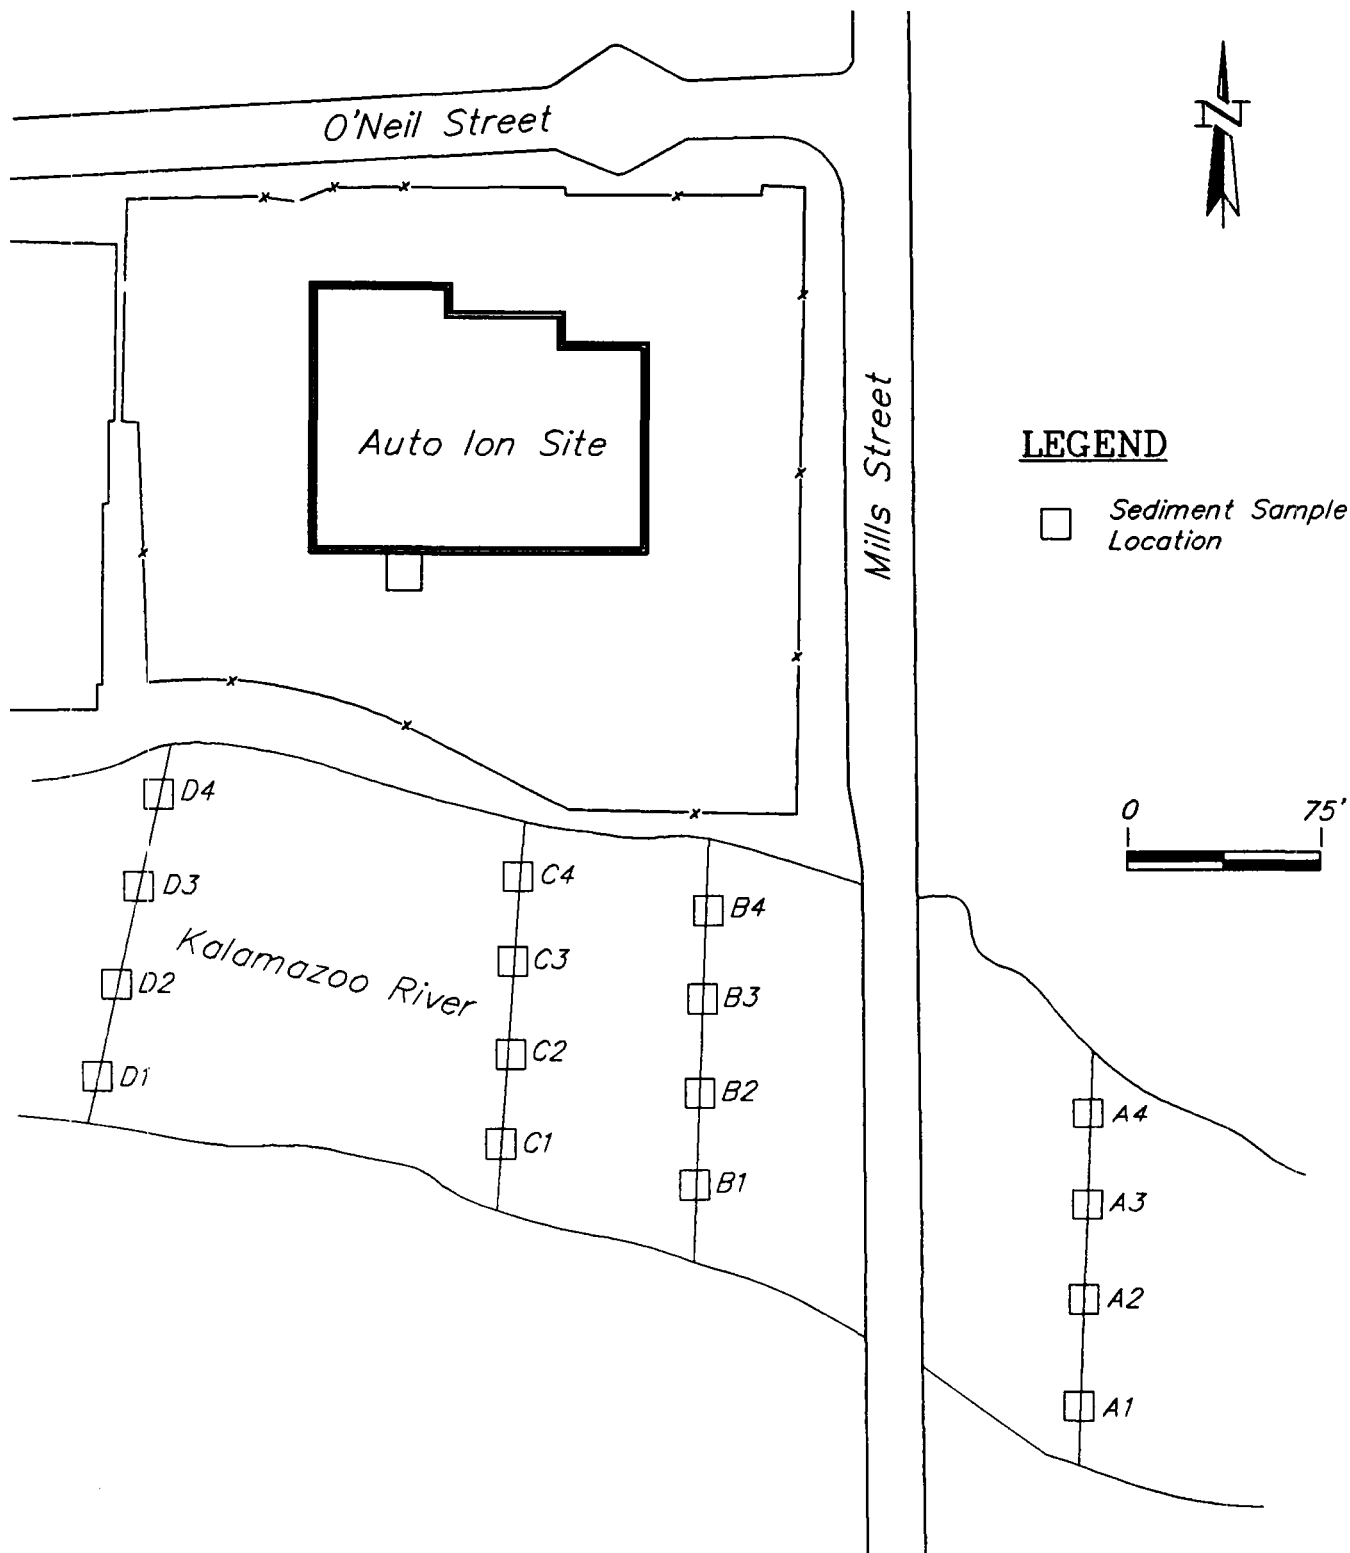 O'Neil Street
N
Auto Ion Site
Mills Street
LEGEND
Sediment Sample
Location
0 75'
D4
D3
D2
D1
Kalamazoo River
C4
C3
C2
C1
B4
B3
B2
B1
A4
A3
A2
A1